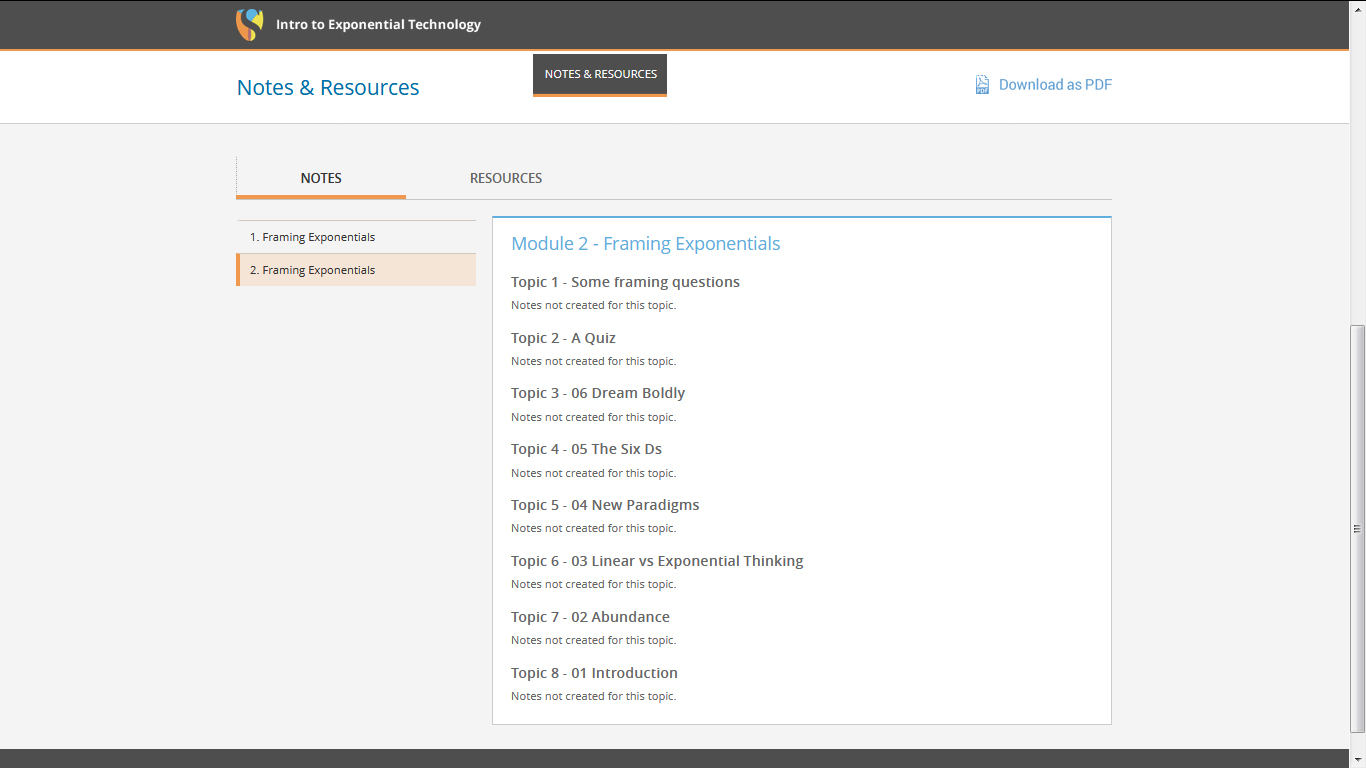 Intro to Exponential Technology
Notes & Resources
NOTES & RESOURCES
Download as PDF
NOTES
RESOURCES
1. Framing Exponentials
2. Framing Exponentials
Module 2 - Framing Exponentials
Topic 1 - Some framing questions
Notes not created for this topic.
Topic 2 - A Quiz
Notes not created for this topic.
Topic 3 - 06 Dream Boldly
Notes not created for this topic.
Topic 4 - 05 The Six Ds
Notes not created for this topic.
Topic 5 - 04 New Paradigms
Notes not created for this topic.
Topic 6 - 03 Linear vs Exponential Thinking
Notes not created for this topic.
Topic 7 - 02 Abundance
Notes not created for this topic.
Topic 8 - 01 Introduction
Notes not created for this topic.